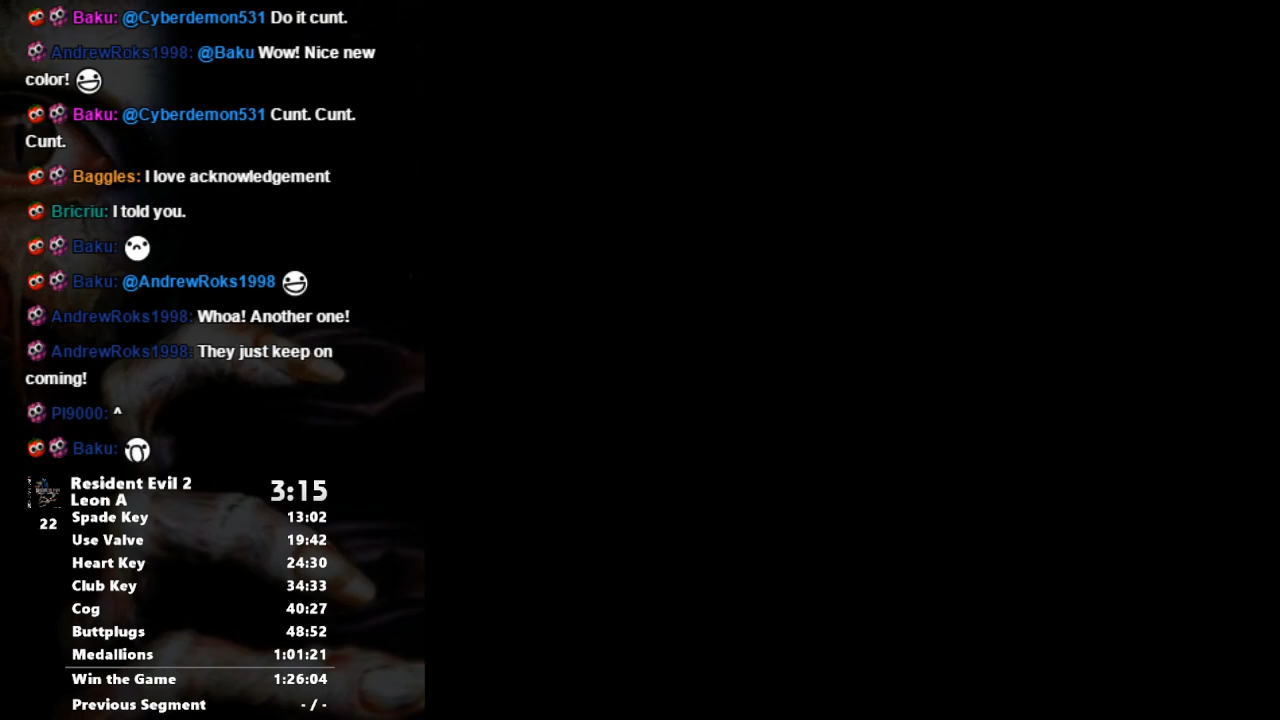 Baku: @Cyberdemon531 Do it cunt.
AndrewRoks1998: @Baku Wow! Nice new
color!
Baku: @Cyberdemon531 Cunt. Cunt.
Cunt.
Baggles: I love acknowledgement
Bricriu: I told you.
Baku:
Baku: @AndrewRoks1998
AndrewRoks1998: Whoa! Another one!
AndrewRoks1998: They just keep on
coming!
PI9000: ^
Baku:
Resident Evil 2
Leon A
3:15
22
Spade Key 13:02
Use Valve 19:42
Heart Key 24:30
Club Key 34:33
Cog 40:27
Buttplugs 48:52
Medallions 1:01:21
Win the Game 1:26:04
Previous Segment - / -